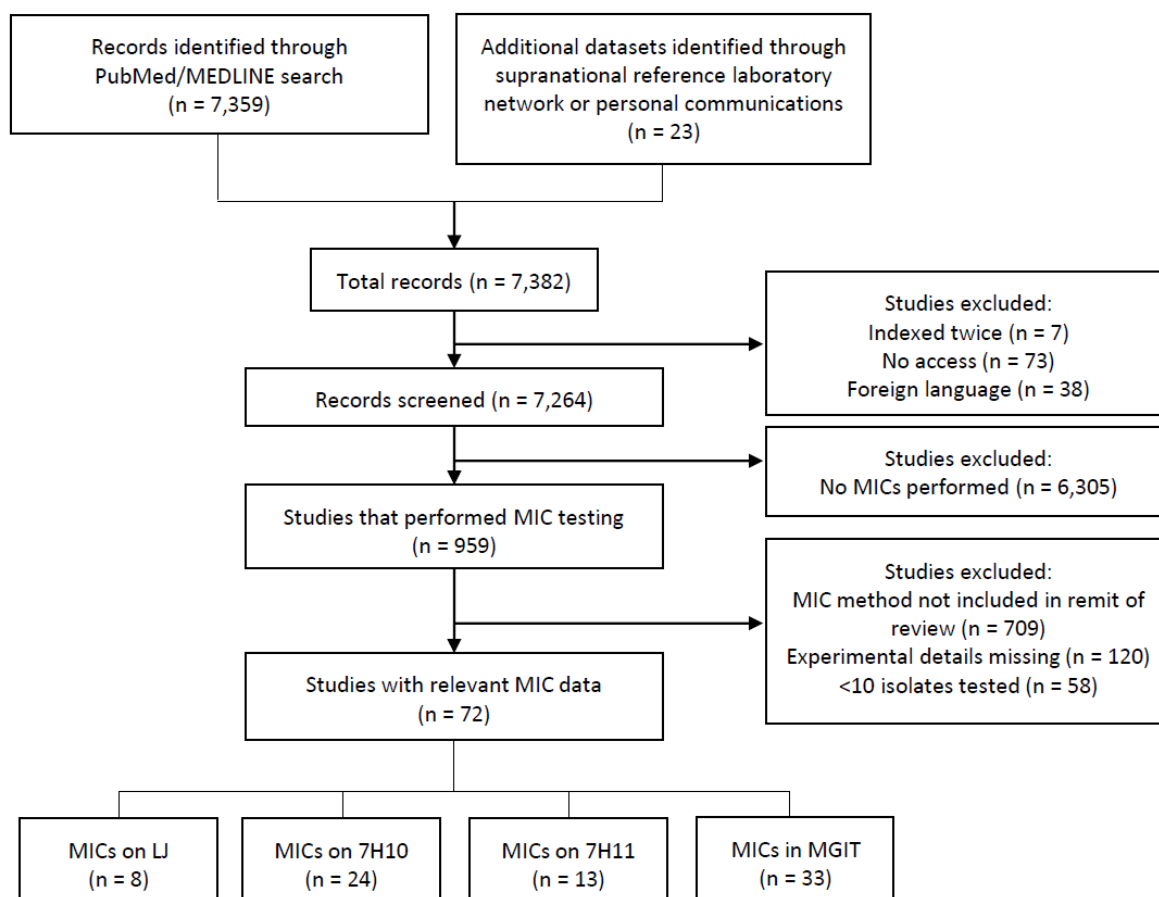 Records identified through
PubMed/MEDLINE search
(n = 7,359)
Additional datasets identified through
supranational reference laboratory
network or personal communications
(n = 23)
Total records (n = 7,382)
Studies excluded:
Indexed twice (n = 7)
No access (n = 73)
Foreign language (n = 38)
Records screened (n = 7,264)
Studies excluded:
No MICs performed (n = 6,305)
Studies that performed MIC testing
(n = 959)
Studies excluded:
MIC method not included in remit of
review (n = 709)
Experimental details missing (n = 120)
<10 isolates tested (n = 58)
Studies with relevant MIC data
(n = 72)
MICs on LJ
(n = 8)
MICs on 7H10
(n = 24)
MICs on 7H11
(n = 13)
MICs in MGIT
(n = 33)